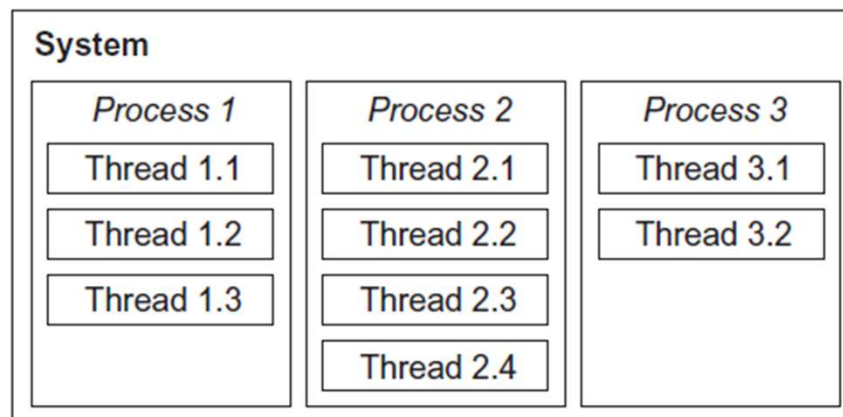 System
Process 1
Thread 1.1
Thread 1.2
Thread 1.3
Process 2
Thread 2.1
Thread 2.2
Thread 2.3
Thread 2.4
Process 3
Thread 3.1
Thread 3.2